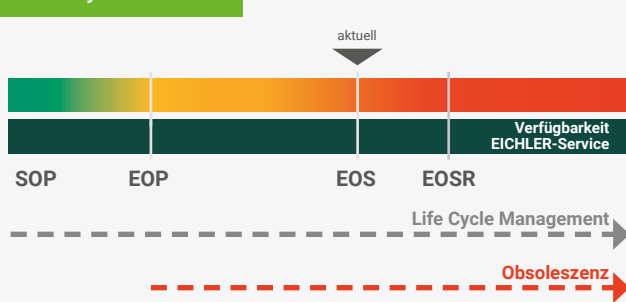 aktuell
Verfügbarkeit
EICHLER-Service
SOP EOP EOS EOSR
Life Cycle Management
Obsoleszenz